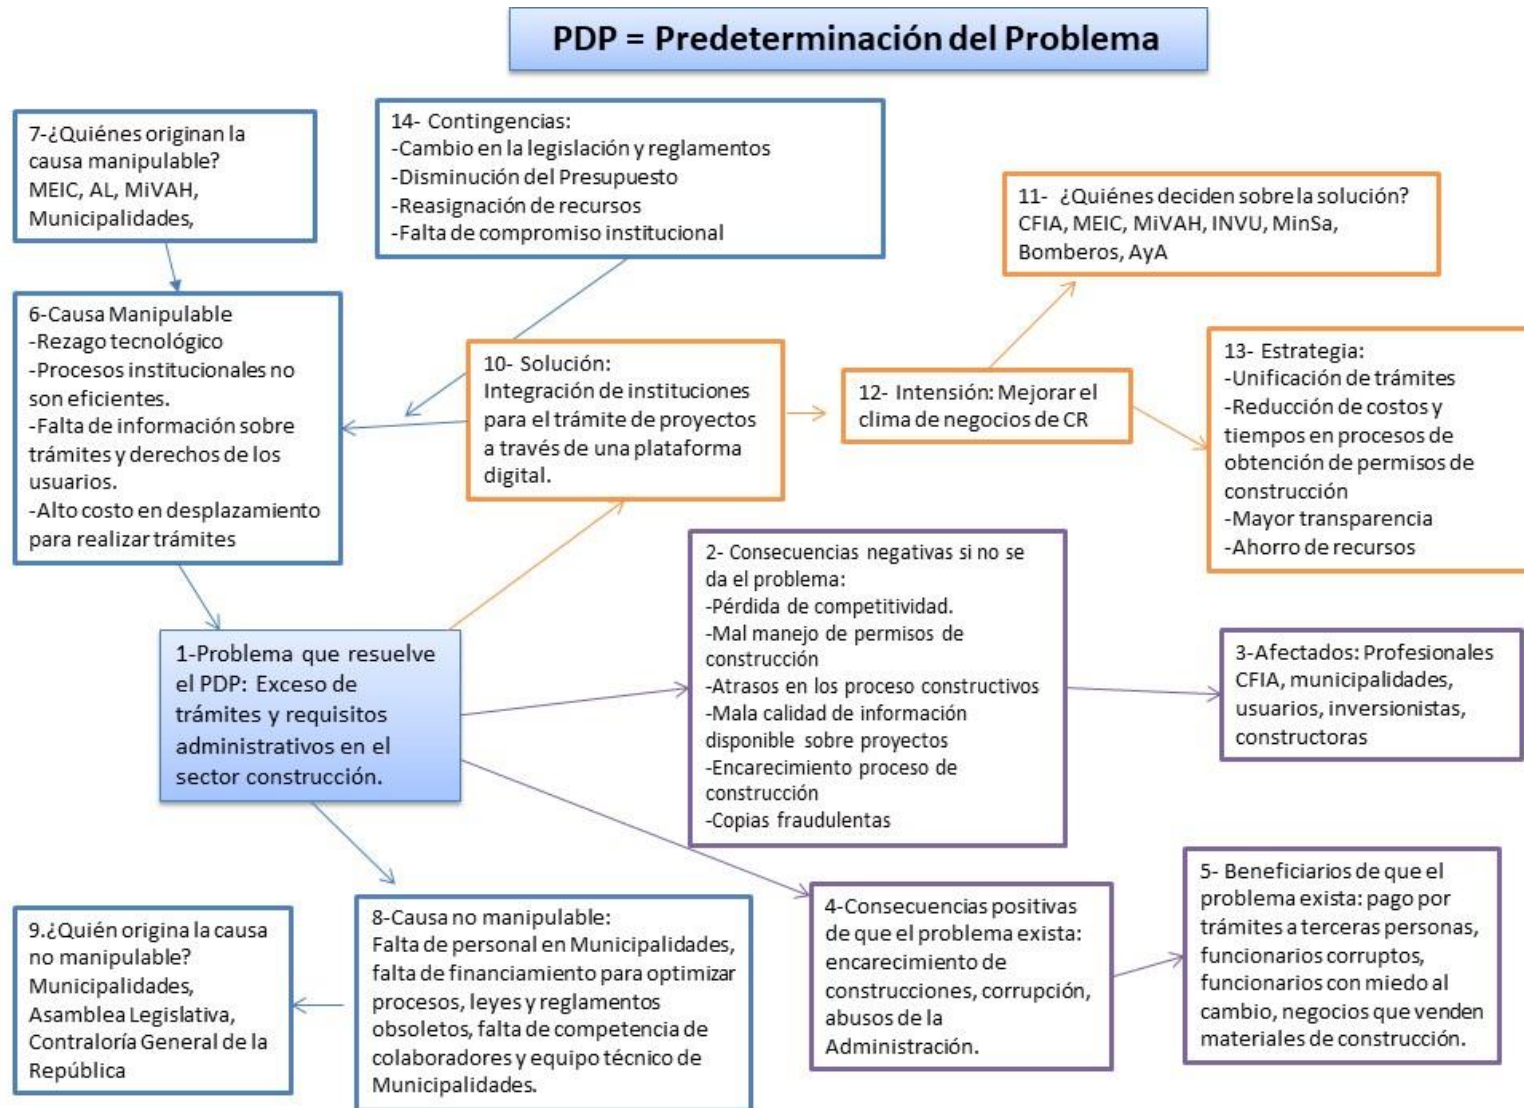 PDP = Predeterminación del Problema
7-¿Quiénes originan la
causa manipulable?
MEIC, AL, MiVAH,
Municipalidades,
14- Contingencias:
-Cambio en la legislación y reglamentos
-Disminución del Presupuesto
-Reasignación de recursos
-Falta de compromiso institucional
11- ¿Quiénes deciden sobre la solución?
CFIA, MEIC, MiVAH, INVU, MinSa,
Bomberos, AyA
6-Causa Manipulable
-Rezago tecnológico
-Procesos institucionales no
son eficientes.
-Falta de información sobre
trámites y derechos de los
usuarios.
-Alto costo en desplazamiento
para realizar trámites
10- Solución:
Integración de instituciones
para el trámite de proyectos
a través de una plataforma
digital.
12- Intensión: Mejorar el
clima de negocios de CR
13- Estrategia:
-Unificación de trámites
-Reducción de costos y
tiempos en procesos de
obtención de permisos de
construcción
-Mayor transparencia
-Ahorro de recursos
2- Consecuencias negativas si no se
da el problema:
-Pérdida de competitividad.
-Mal manejo de permisos de
construcción
-Atrasos en los proceso constructivos
-Mala calidad de información
disponible sobre proyectos
-Encarecimiento proceso de
construcción
-Copias fraudulentas
1-Problema que resuelve
el PDP: Exceso de
trámites y requisitos
administrativos en el
sector construcción.
3-Afectados: Profesionales
CFIA, municipalidades,
usuarios, inversionistas,
constructoras
9.¿Quién origina la causa
no manipulable?
Municipalidades,
Asamblea Legislativa,
Contraloría General de la
República
8-Causa no manipulable:
Falta de personal en Municipalidades,
falta de financiamiento para optimizar
procesos, leyes y reglamentos
obsoletos, falta de competencia de
colaboradores y equipo técnico de
Municipalidades.
4-Consecuencias positivas
de que el problema exista:
encarecimiento de
construcciones, corrupción,
abusos de la
Administración.
5- Beneficiarios de que el
problema exista: pago por
trámites a terceras personas,
funcionarios corruptos,
funcionarios con miedo al
cambio, negocios que venden
materiales de construcción.